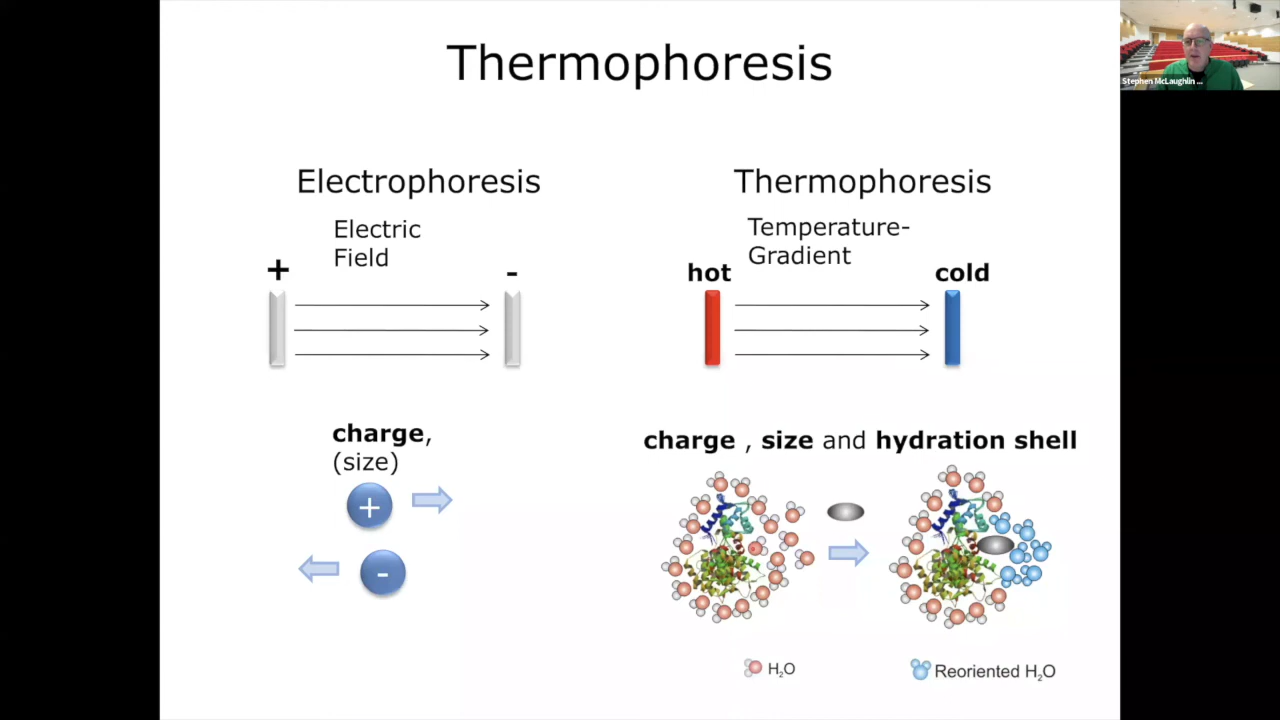 Thermophoresis
Stephen McLaughlin ...
Electrophoresis
Electric
Field
+
-
charge,
(size)
+
-
Thermophoresis
Temperature-
Gradient
hot
cold
charge , size and hydration shell
H₂O
Reoriented H₂O